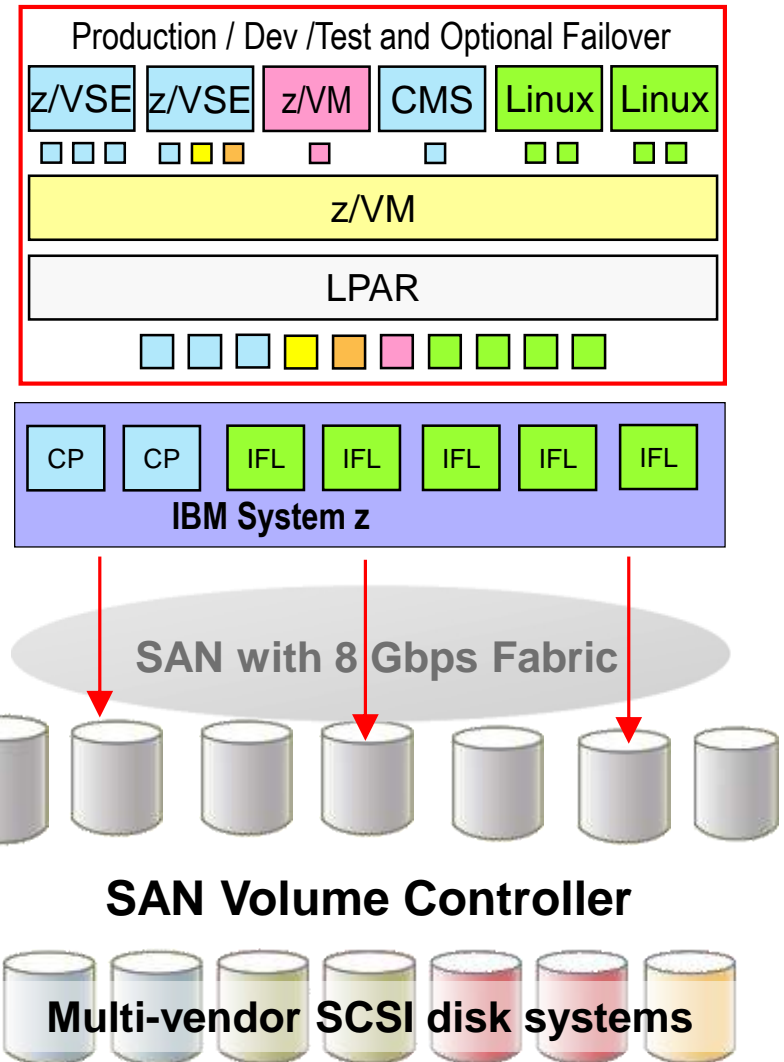 Production / Dev /Test and Optional Failover
z/VSE z/VSE z/VM CMS Linux Linux
z/VM
LPAR
CP CP IFL IFL IFL IFL IFL
IBM System z
SAN with 8 Gbps Fabric
SAN Volume Controller
Multi-vendor SCSI disk systems